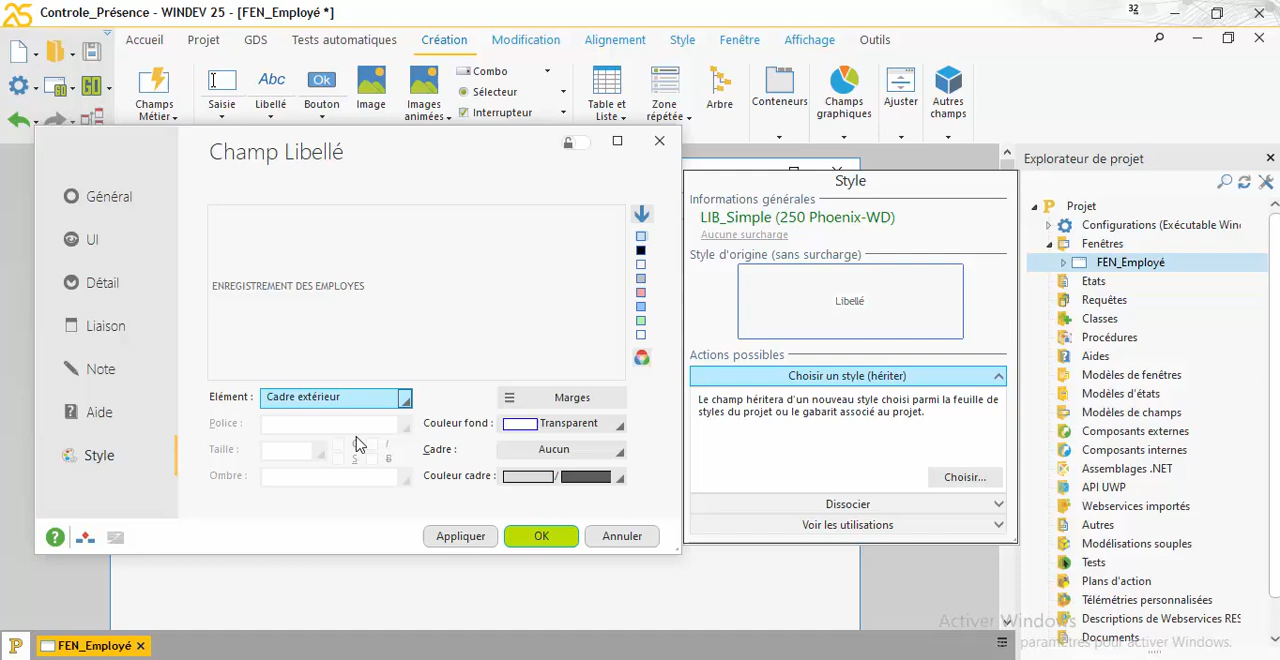 Controle_Présence - WINDEV 25 - [FEN_Employé *]
32
Accueil Projet GDS Tests automatiques Création Modification Alignement Style Fenêtre Affichage Outils
Champs Métier
Saisie
Abc
Libellé
Ok
Bouton
Image
Images animées
Combo
Sélecteur
Interrupteur
Table et Liste
Zone répétée
Arbre
Conteneurs
Champs graphiques
Ajuster
Autres champs
Champ Libellé
Général
UI
Détail
Liaison
Note
Aide
Style
ENREGISTREMENT DES EMPLOYES
Elément : Cadre extérieur
Marges
Police :
Couleur fond : Transparent
Taille :
G I
S B
Cadre : Aucun
Ombre :
Couleur cadre : /
Appliquer OK Annuler
Style
Informations générales
LIB_Simple (250 Phoenix-WD)
Aucune surcharge
Style d'origine (sans surcharge)
Libellé
Actions possibles
Choisir un style (hériter)
Le champ héritera d'un nouveau style choisi parmi la feuille de
styles du projet ou le gabarit associé au projet.
Choisir...
Dissocier
Voir les utilisations
Explorateur de projet
Projet
Configurations (Exécutable Win
Fenêtres
FEN_Employé
Etats
Requêtes
Classes
Procédures
Aides
Modèles de fenêtres
Modèles d'états
Modèles de champs
Composants externes
Composants internes
Assemblages .NET
API UWP
Webservices importés
Autres
Modélisations souples
Tests
Plans d'action
Télémétries personnalisées
Descriptions de Webservices RES
Documents
Activer Windows
paramètres pour activer Windows.
FEN_Employé